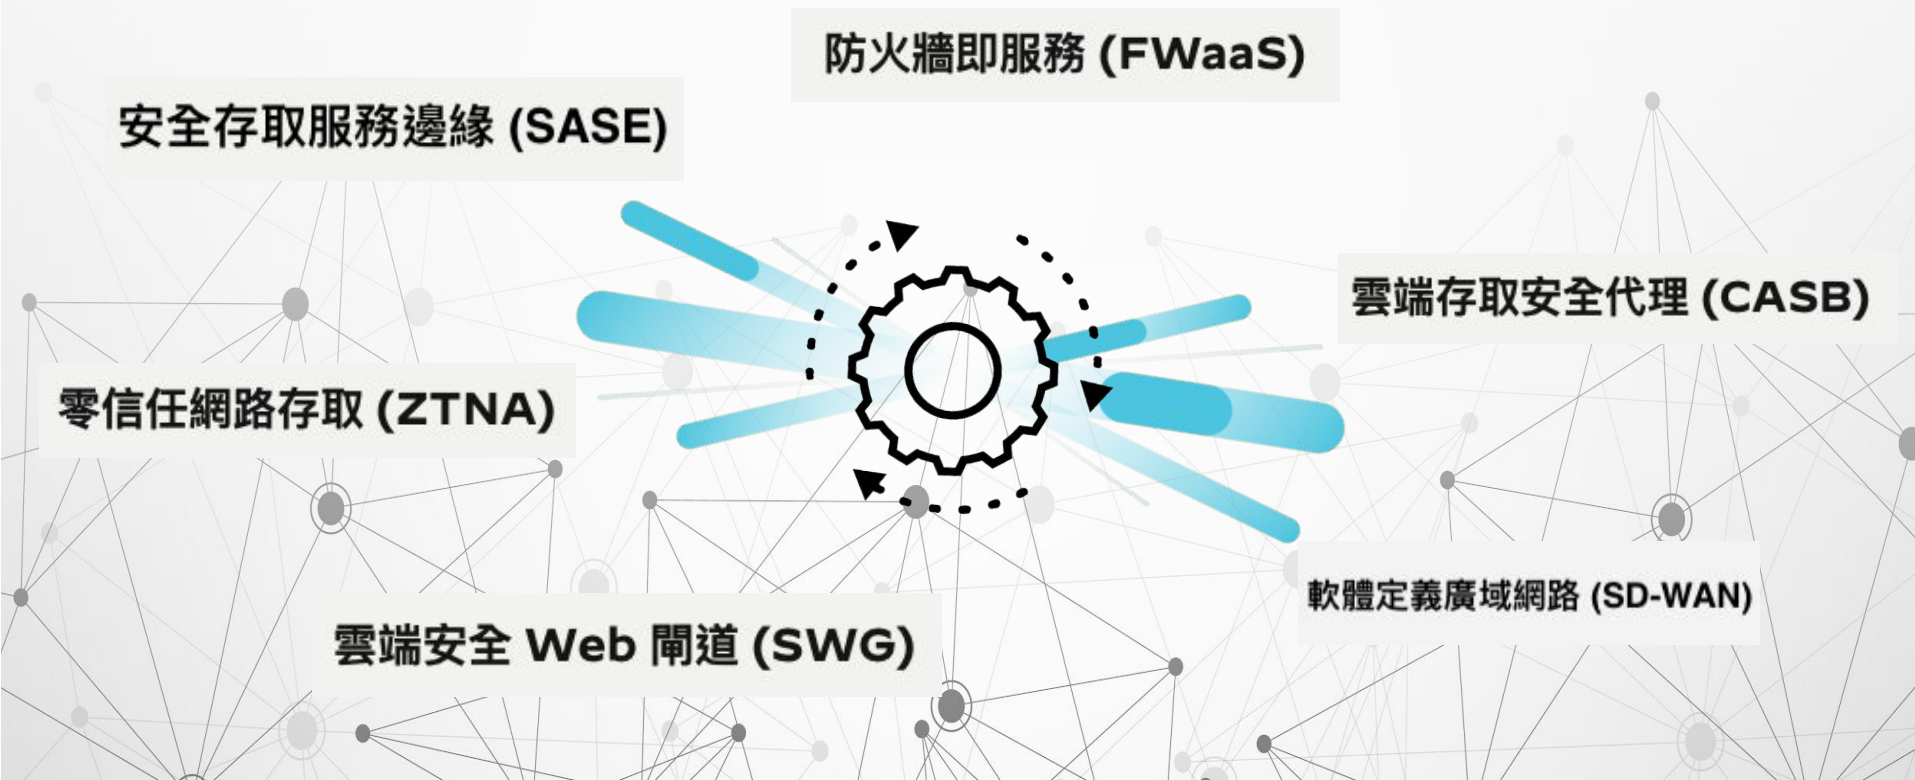 防火牆即服務 (FWaaS)
安全存取服務邊緣 (SASE)
雲端存取安全代理 (CASB)
零信任網路存取 (ZTNA)
軟體定義廣域網路 (SD-WAN)
雲端安全 Web 閘道 (SWG)